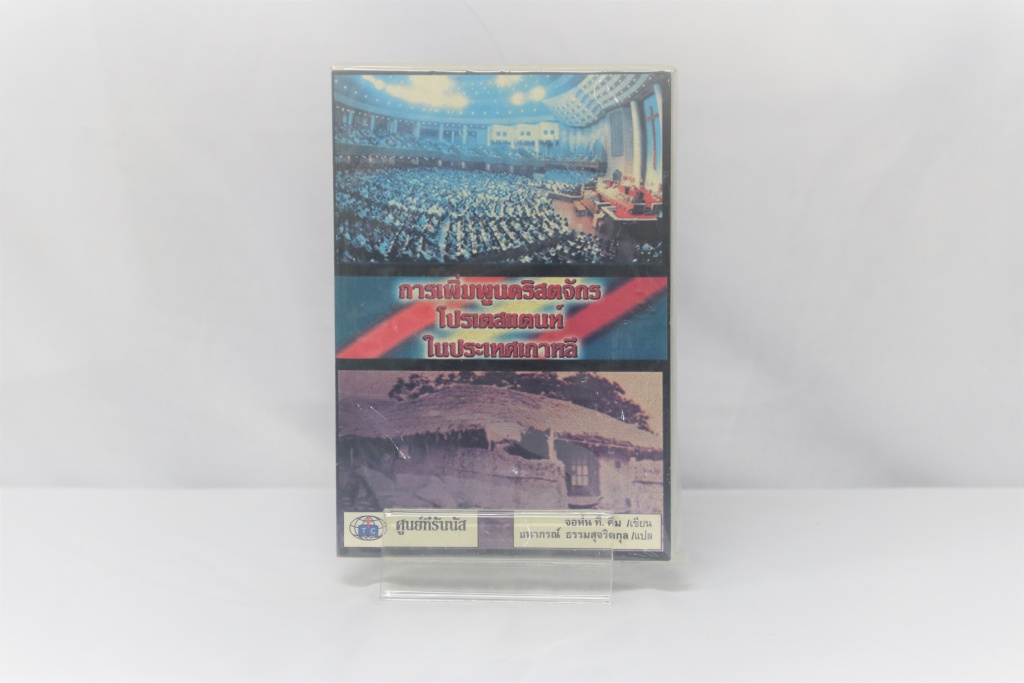 การเพิ่มพูนคริสตจักร
โปรเตสแตนท์
ในประเทศเกาหลี
ศูนย์ทีรันนัส
จอห์น ที. คิม /เขียน
ธรรมสุจริตกุล /แปล
TTC